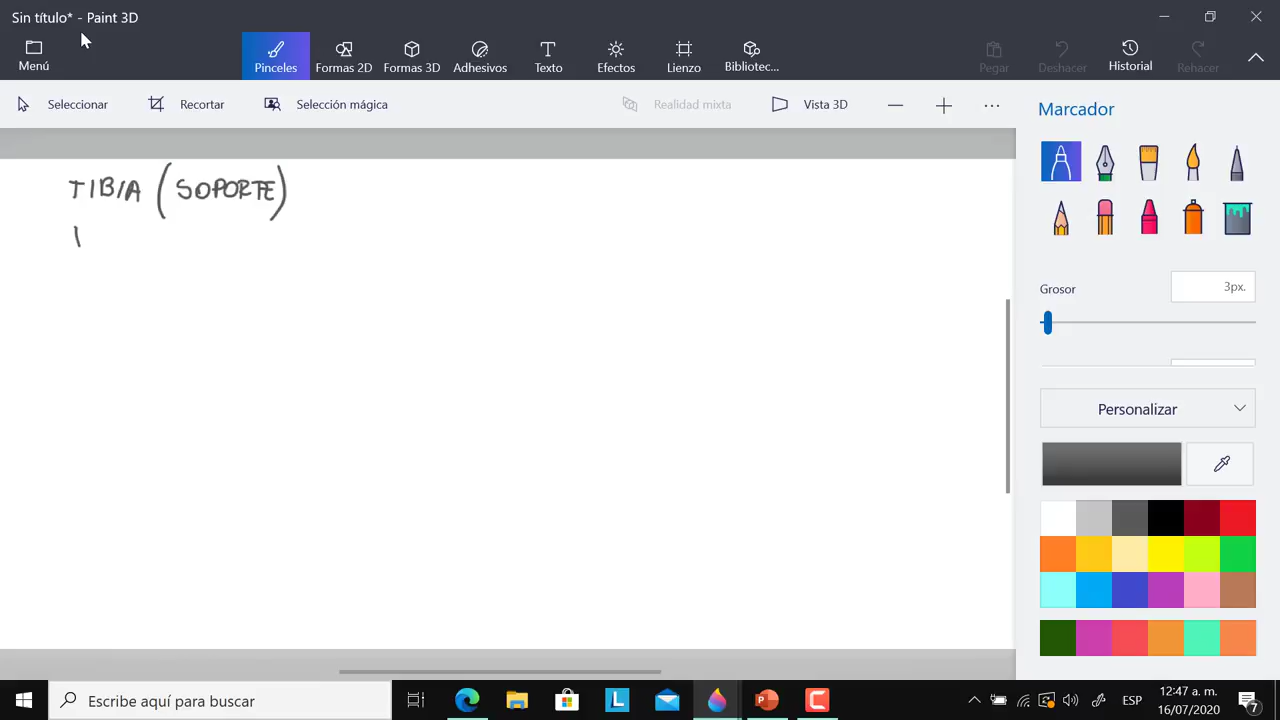 Sin título* - Paint 3D
Menú
Pinceles
Formas 2D
Formas 3D
Adhesivos
Texto
Efectos
Lienzo
Bibliotec...
Pegar
Deshacer
Historial
Rehacer
Seleccionar
Recortar
Selección mágica
Realidad mixta
Vista 3D
Marcador
TIBIA (SOPORTE)
Grosor
3px.
Personalizar
Escribe aquí para buscar
L
ESP
12:47 a. m.
16/07/2020
7